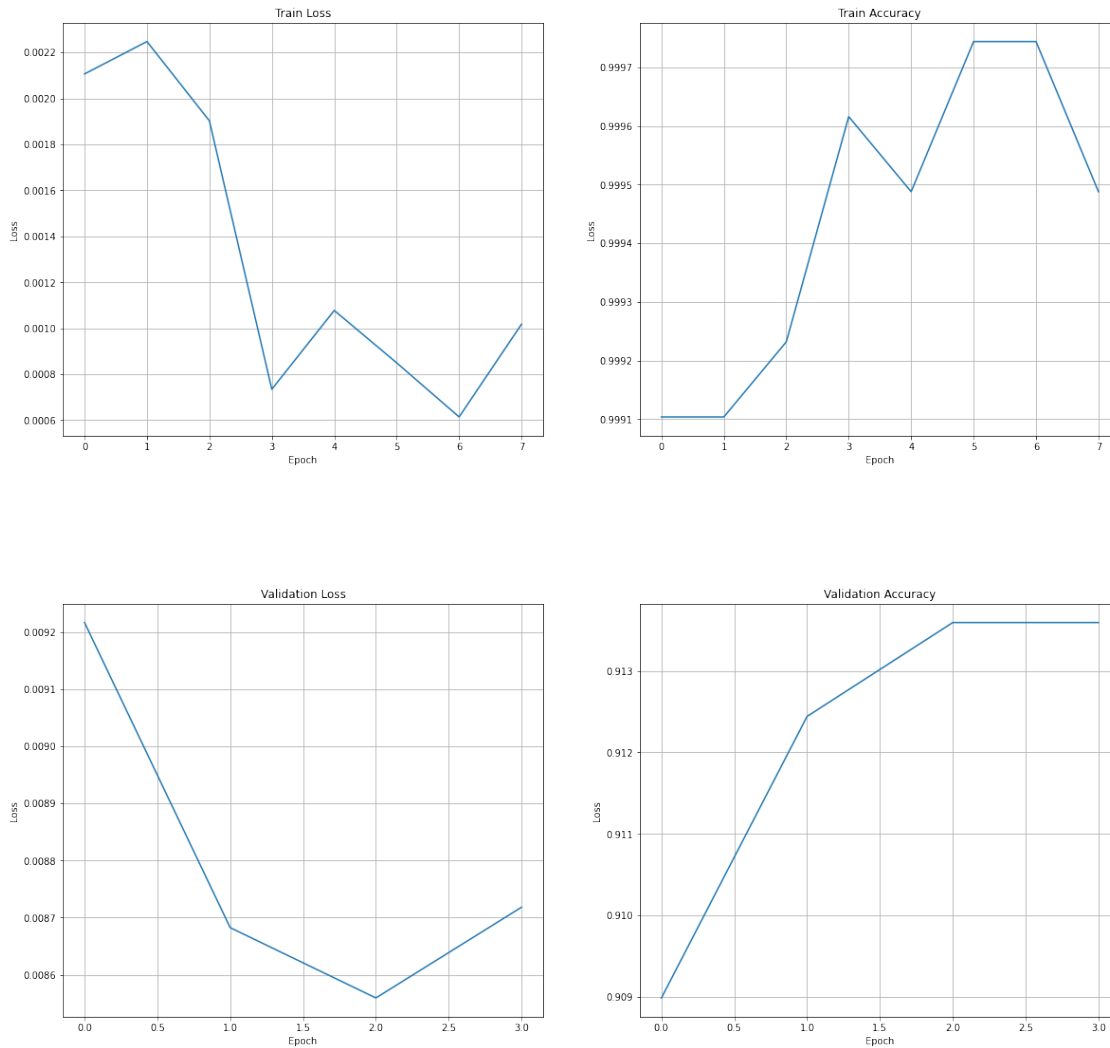 Train Loss
Train Accuracy
0.0022
0.0020
0.0018
0.0016
0.0014
0.0012
0.0010
0.0008
0.0006
Loss
0 1 2 3 4 5 6 7
Epoch
0.9997
0.9996
0.9995
0.9994
0.9993
0.9992
0.9991
Loss
0 1 2 3 4 5 6 7
Epoch
Validation Loss
Validation Accuracy
0.0092
0.0091
0.0090
0.0089
0.0088
0.0087
0.0086
Loss
0.0 0.5 1.0 1.5 2.0 2.5 3.0
Epoch
0.913
0.912
0.911
0.910
0.909
Loss
0.0 0.5 1.0 1.5 2.0 2.5 3.0
Epoch